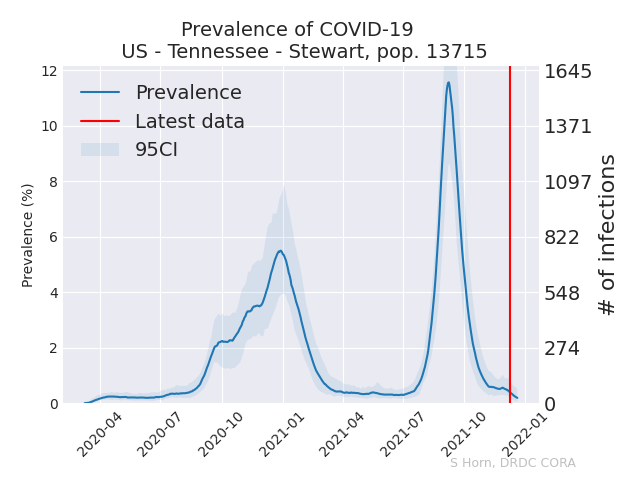 Prevalence of COVID-19
US - Tennessee - Stewart, pop. 13715
Prevalence
Latest data
95CI
Prevalence (%)
12
10
8
6
4
2
0
1645
1371
1097
822
548
274
0
# of infections
2020-04
2020-07
2020-10
2021-01
2021-04
2021-07
2021-10
2022-01
S Horn, DRDC CORA